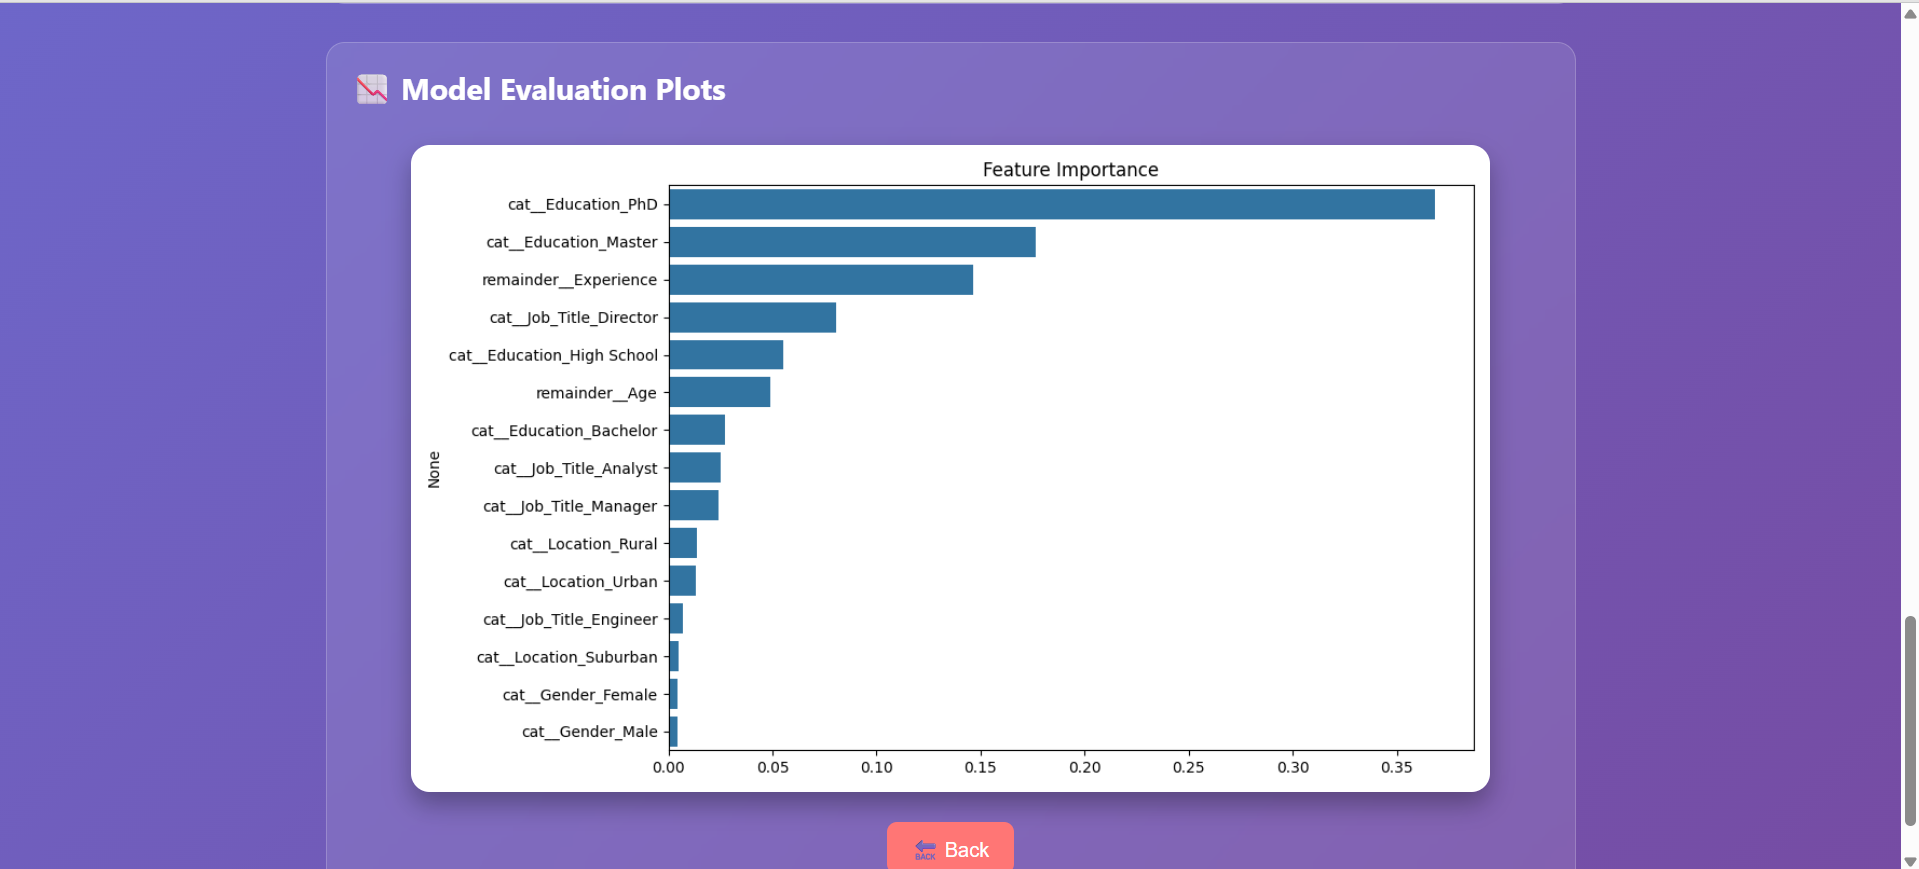 Model Evaluation Plots
Feature Importance
cat__Education_PhD
cat__Education_Master
remainder__Experience
cat__Job_Title_Director
cat__Education_High School
remainder__Age
cat__Education_Bachelor
cat__Job_Title_Analyst
cat__Job_Title_Manager
cat__Location_Rural
cat__Location_Urban
cat__Job_Title_Engineer
cat__Location_Suburban
cat__Gender_Female
cat__Gender_Male
None
0.00 0.05 0.10 0.15 0.20 0.25 0.30 0.35
BACK Back